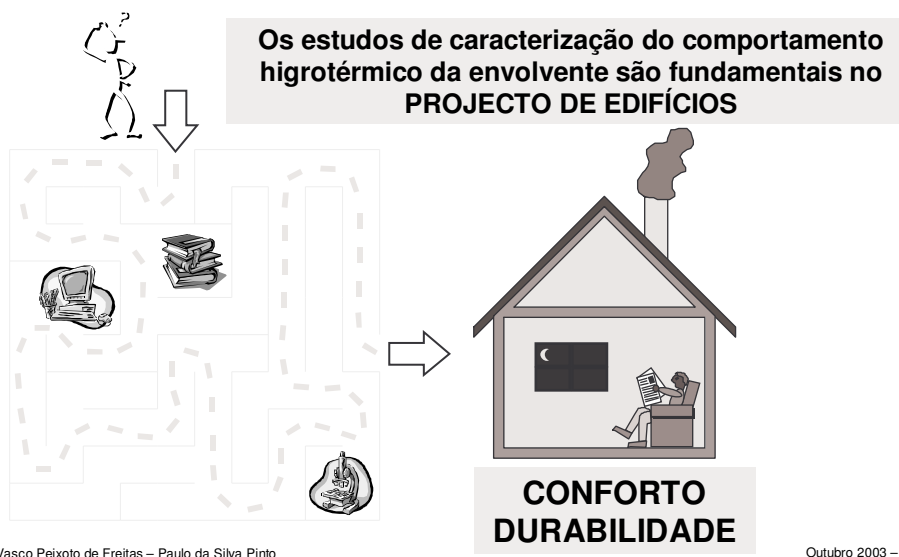 ?
Os estudos de caracterização do comportamento
higrotérmico da envolvente são fundamentais no
PROJECTO DE EDIFÍCIOS
CONFORTO
DURABILIDADE
Vasco Peixoto de Freitas – Paulo da Silva Pinto
Outubro 2003 –